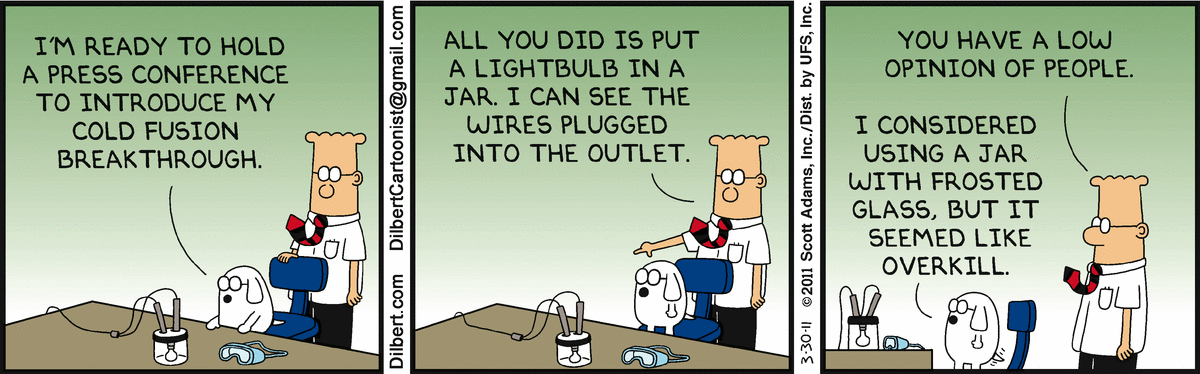 I'M READY TO HOLD
A PRESS CONFERENCE
TO INTRODUCE MY
COLD FUSION
BREAKTHROUGH.
Dilbert.com DilbertCartoonist@gmail.com
ALL YOU DID IS PUT
A LIGHTBULB IN A
JAR. I CAN SEE THE
WIRES PLUGGED
INTO THE OUTLET.
3-30-11 ©2011 Scott Adams, Inc./Dist. by UFS, Inc.
YOU HAVE A LOW
OPINION OF PEOPLE.
I CONSIDERED
USING A JAR
WITH FROSTED
GLASS, BUT IT
SEEMED LIKE
OVERKILL.